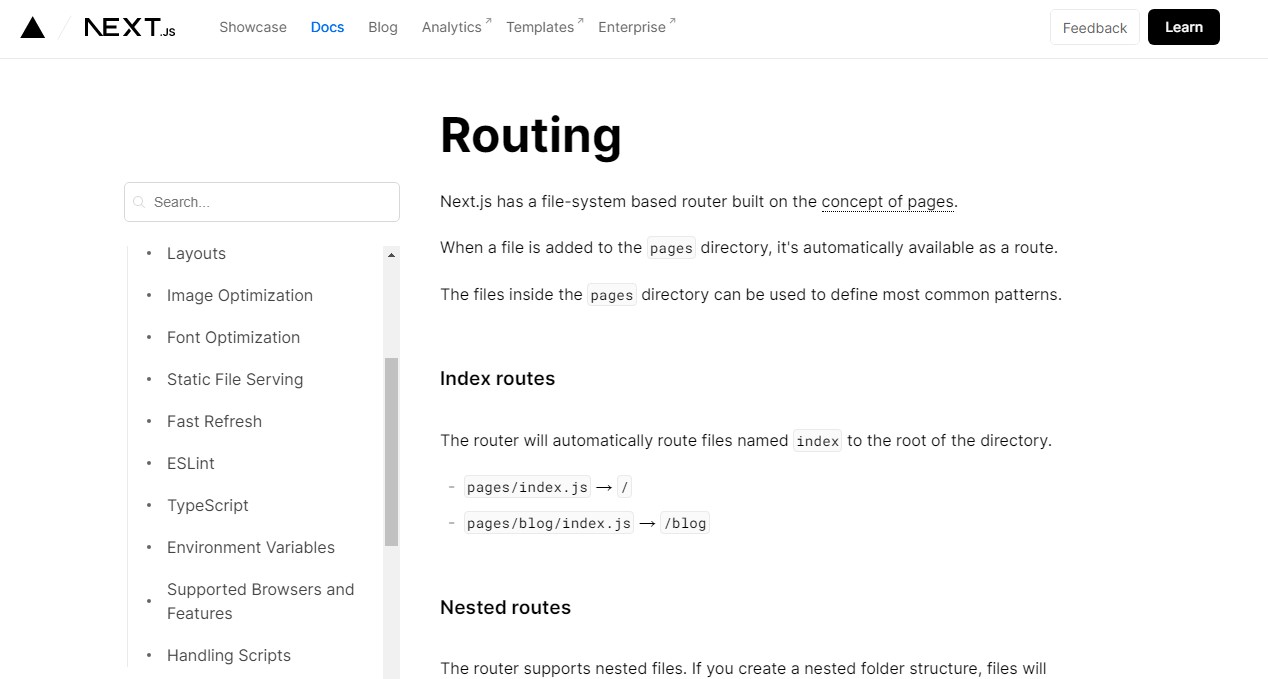 NEXT.JS Showcase Docs Blog Analytics↗ Templates↗ Enterprise↗ Feedback Learn
Routing
Search...
Layouts
Image Optimization
Font Optimization
Static File Serving
Fast Refresh
ESLint
TypeScript
Environment Variables
Supported Browsers and
Features
Handling Scripts
Next.js has a file-system based router built on the concept of pages.
When a file is added to the pages directory, it's automatically available as a route.
The files inside the pages directory can be used to define most common patterns.
Index routes
The router will automatically route files named index to the root of the directory.
- pages/index.js → /
- pages/blog/index.js → /blog
Nested routes
The router supports nested files. If you create a nested folder structure, files will